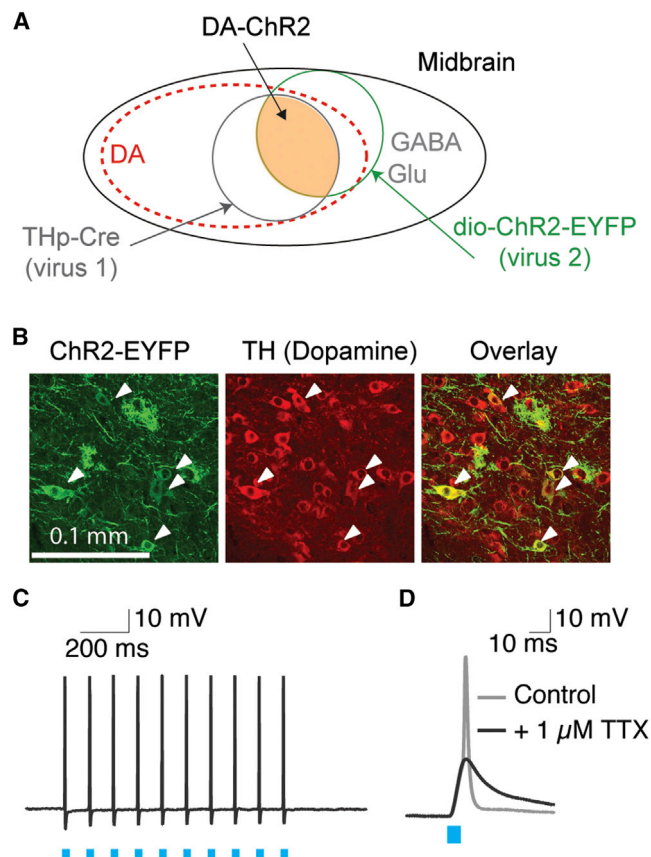 A
DA-ChR2
Midbrain
DA
GABA
Glu
THp-Cre
(virus 1)
dio-ChR2-EYFP
(virus 2)
B
ChR2-EYFP TH (Dopamine) Overlay
0.1 mm
C
10 mV
200 ms
D
10 mV
10 ms
Control
+ 1 μM TTX